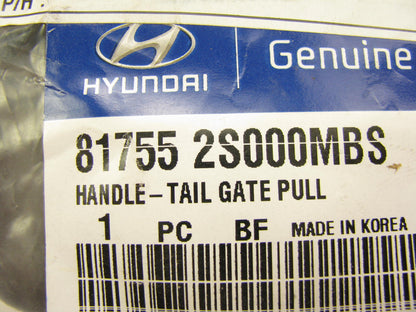 P/H :
HYUNDAI
Genuine
81755 2S000MBS
HANDLE-TAIL GATE PULL
1 PC BF MADE IN KOREA